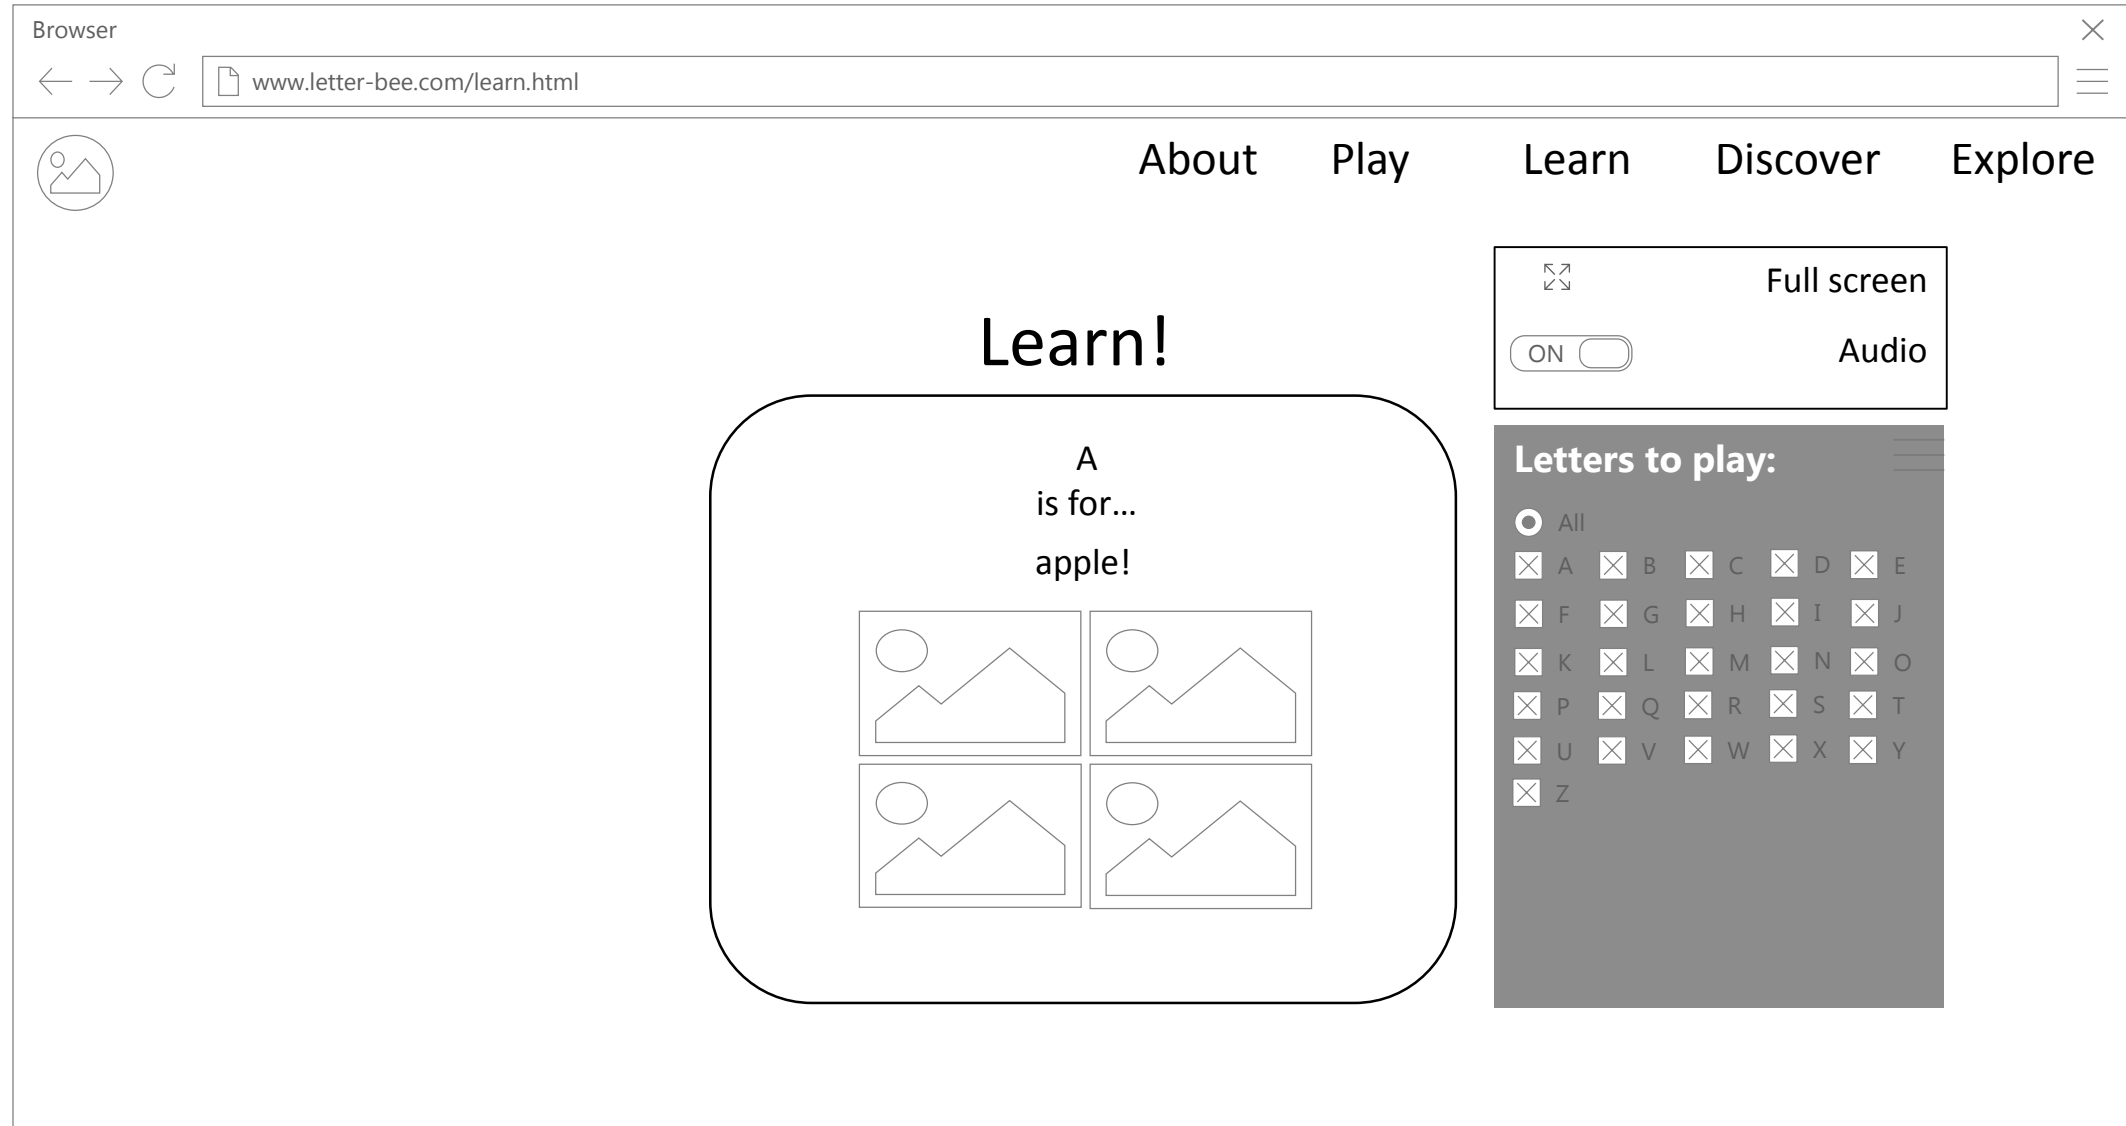 Browser
www.letter-bee.com/learn.html
About Play Learn Discover Explore
Full screen
Learn!
ON Audio
A
is for...
apple!
Letters to play:
All
A B C D E
F G H I J
K L M N O
P Q R S T
U V W X Y
Z